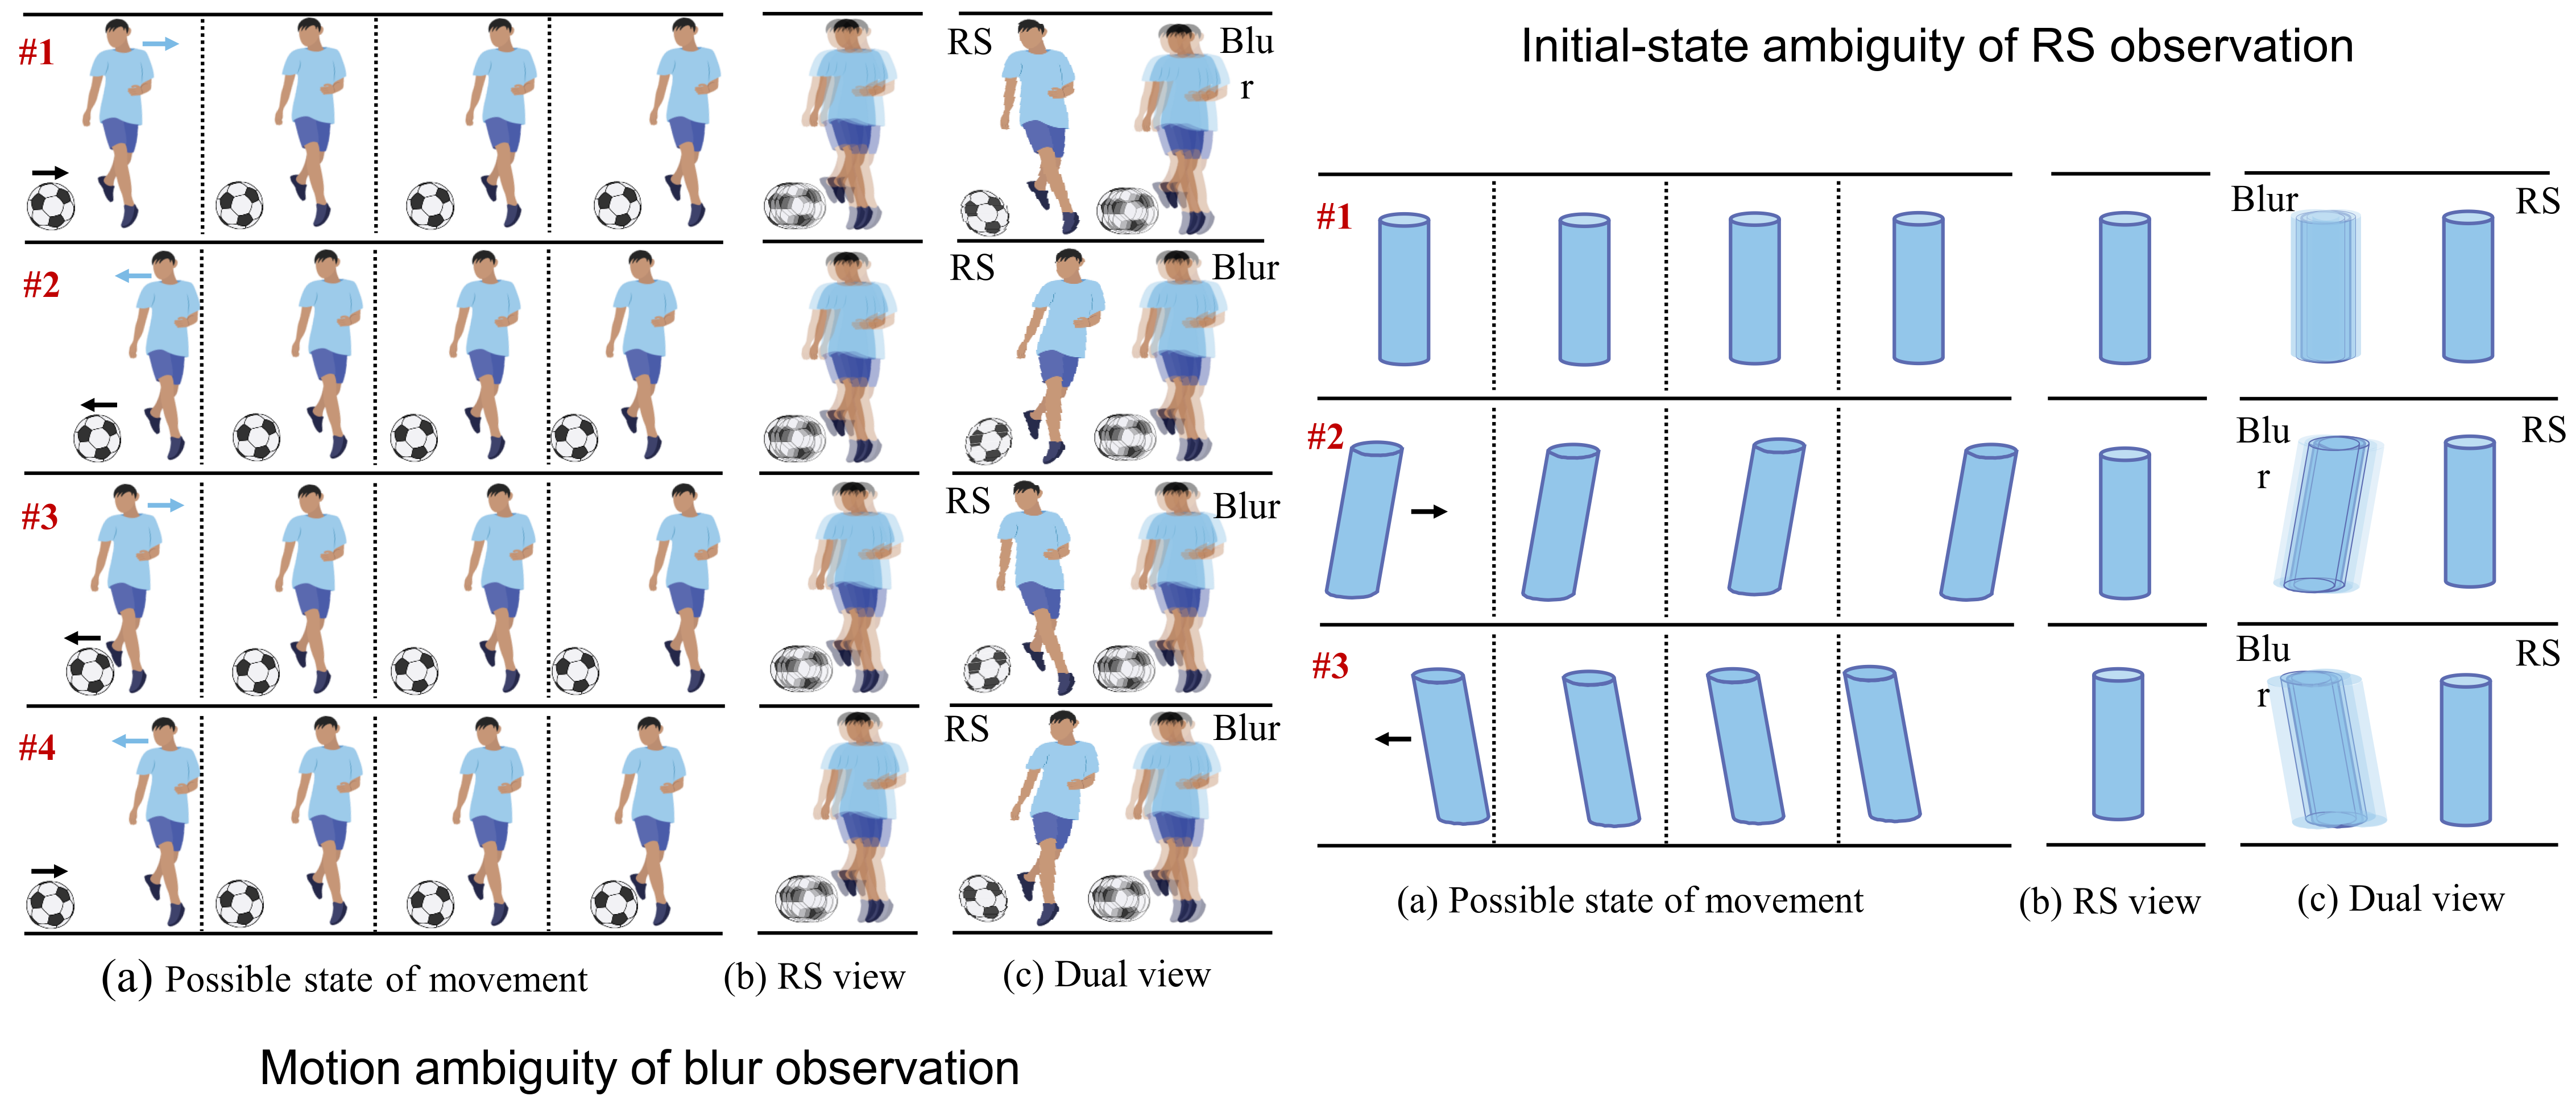 #1
RS
Blu
r
#2
RS
Blur
#3
RS
Blur
#4
RS
Blur
(a) Possible state of movement
(b) RS view
(c) Dual view
Motion ambiguity of blur observation
Initial-state ambiguity of RS observation
#1
Blur
RS
#2
Blu
r
RS
#3
Blu
r
RS
(a) Possible state of movement
(b) RS view
(c) Dual view